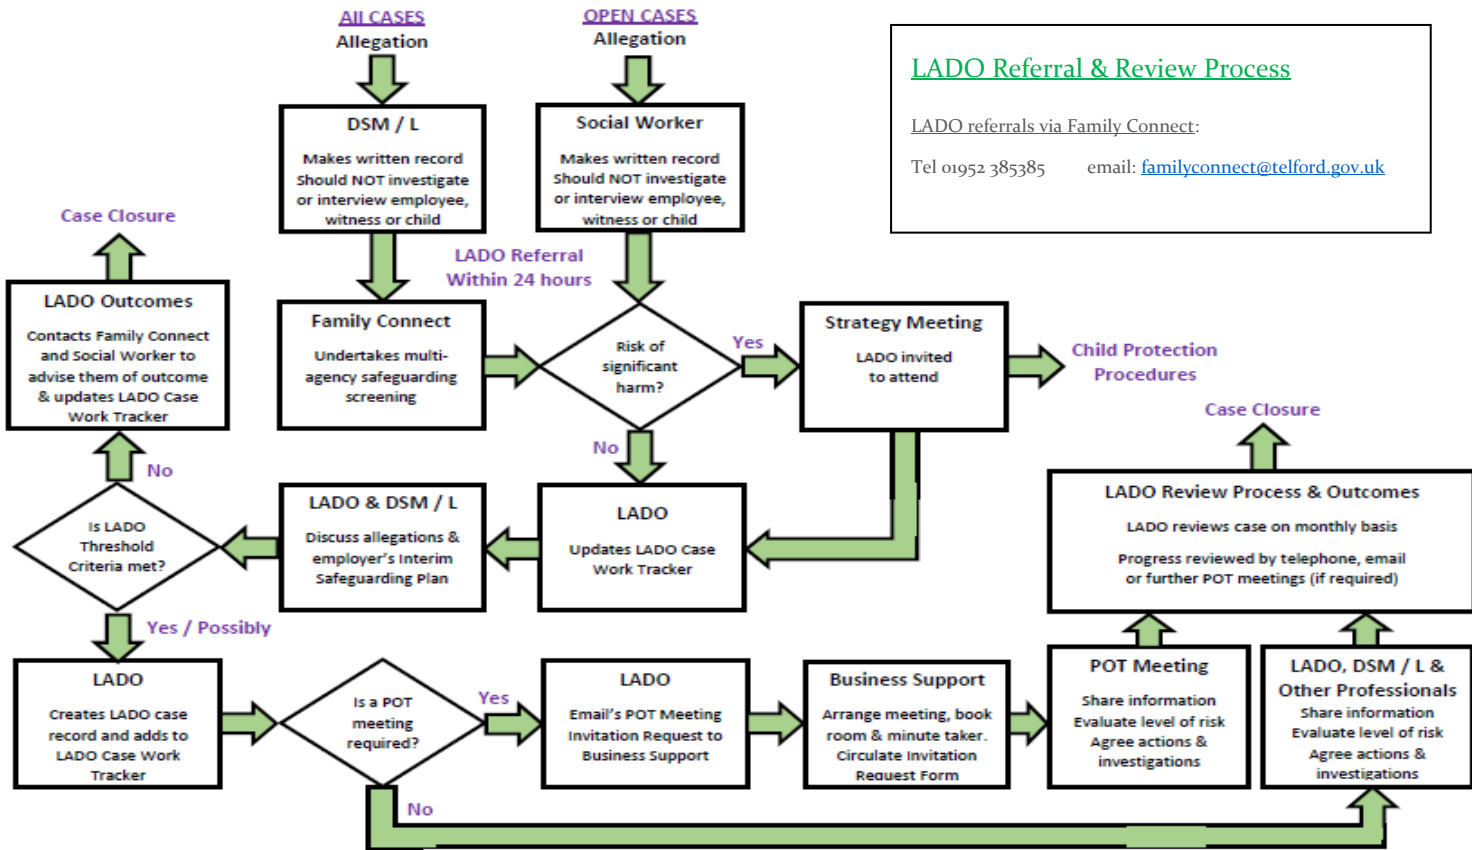 All CASES
Allegation
OPEN CASES
Allegation
LADO Referral & Review Process
LADO referrals via Family Connect:
Tel 01952 385385 email: familyconnect@telford.gov.uk
DSM / L
Makes written record
Should NOT investigate
or interview employee,
witness or child
Social Worker
Makes written record
Should NOT investigate
or interview employee,
witness or child
Case Closure
LADO Referral
Within 24 hours
LADO Outcomes
Contacts Family Connect
and Social Worker to
advise them of outcome
& updates LADO Case
Work Tracker
Family Connect
Undertakes multi-
agency safeguarding
screening
Risk of
significant
harm?
Yes
Strategy Meeting
LADO invited
to attend
Child Protection
Procedures
Case Closure
No
No
Is LADO
Threshold
Criteria met?
LADO & DSM / L
Discuss allegations &
employer's Interim
Safeguarding Plan
LADO
Updates LADO Case
Work Tracker
LADO Review Process & Outcomes
LADO reviews case on monthly basis
Progress reviewed by telephone, email
or further POT meetings (if required)
Yes / Possibly
LADO
Creates LADO case
record and adds to
LADO Case Work
Tracker
Is a POT
meeting
required?
Yes
LADO
Email's POT Meeting
Invitation Request to
Business Support
Business Support
Arrange meeting, book
room & minute taker.
Circulate Invitation
Request Form
POT Meeting
Share information
Evaluate level of risk
Agree actions &
investigations
LADO, DSM / L &
Other Professionals
Share information
Evaluate level of risk
Agree actions &
investigations
No